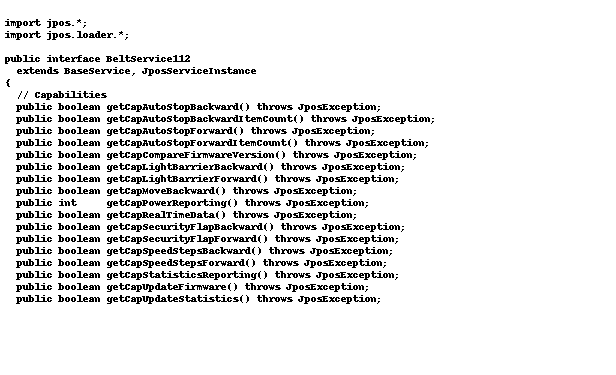 import jpos.*;
import jpos.loader.*;
public interface BeltService112
extends BaseService, JposServiceInstance
{
// Capabilities
public boolean getCapAutoStopBackward() throws JposException;
public boolean getCapAutoStopBackwardItemCount() throws JposException;
public boolean getCapAutoStopForward() throws JposException;
public boolean getCapAutoStopForwardItemCount() throws JposException;
public boolean getCapCompareFirmwareVersion() throws JposException;
public boolean getCapLightBarrierBackward() throws JposException;
public boolean getCapLightBarrierForward() throws JposException;
public boolean getCapMoveBackward() throws JposException;
public int     getCapPowerReporting() throws JposException;
public boolean getCapRealTimeData() throws JposException;
public boolean getCapSecurityFlapBackward() throws JposException;
public boolean getCapSecurityFlapForward() throws JposException;
public boolean getCapSpeedStepsBackward() throws JposException;
public boolean getCapSpeedStepsForward() throws JposException;
public boolean getCapStatisticsReporting() throws JposException;
public boolean getCapUpdateFirmware() throws JposException;
public boolean getCapUpdateStatistics() throws JposException;